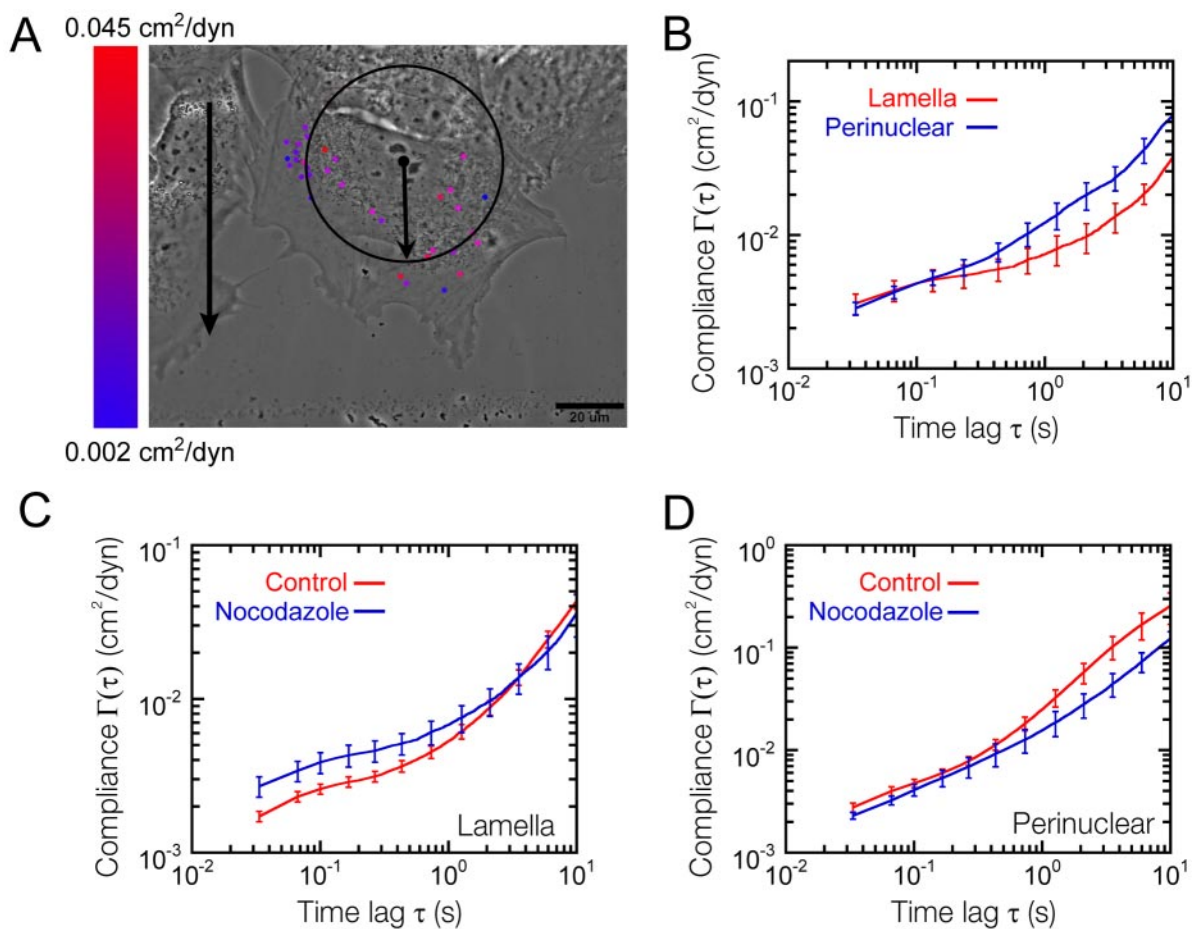 A
0.045 cm²/dyn
0.002 cm²/dyn
20 um
B
Compliance Γ(τ) (cm²/dyn)
10⁻¹
10⁻²
10⁻³
Lamella
Perinuclear
10⁻² 10⁻¹ 10⁰ 10¹
Time lag τ (s)
C
Compliance Γ(τ) (cm²/dyn)
10⁻¹
10⁻²
10⁻³
Control
Nocodazole
Lamella
10⁻² 10⁻¹ 10⁰ 10¹
Time lag τ (s)
D
Compliance Γ(τ) (cm²/dyn)
10⁰
10⁻¹
10⁻²
10⁻³
Control
Nocodazole
Perinuclear
10⁻² 10⁻¹ 10⁰ 10¹
Time lag τ (s)